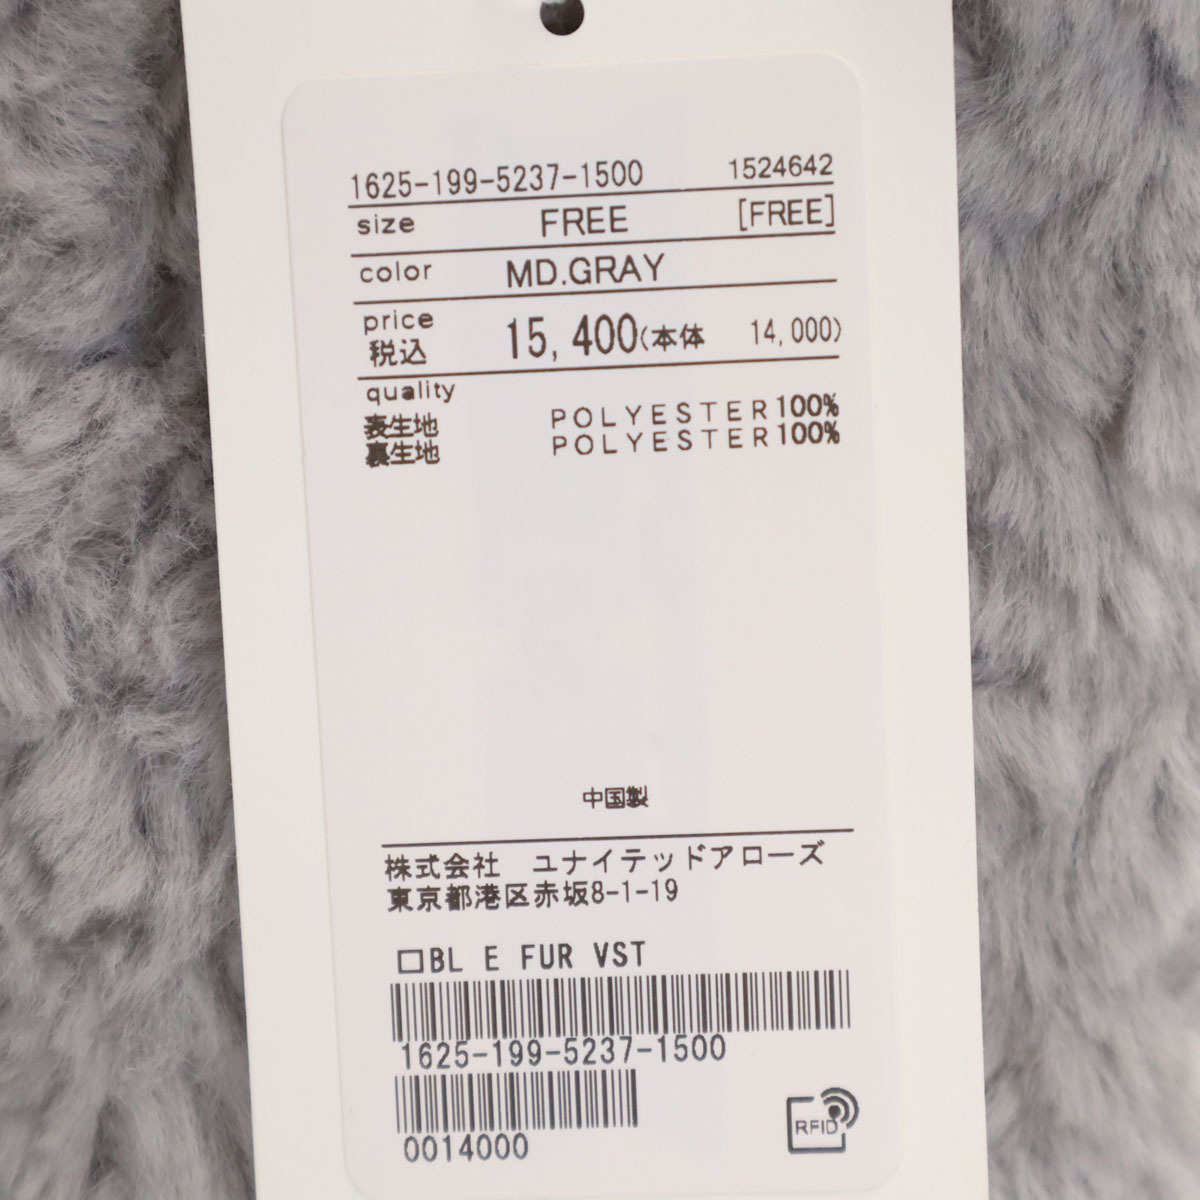 1625-199-5237-1500 1524642
size FREE [FREE]
color MD.GRAY
price
税込 15,400(本体 14,000)
quality
表生地 POLYESTER100%
裏生地 POLYESTER100%
中国製
株式会社 ユナイテッドアローズ
東京都港区赤坂8-1-19
□BL E FUR VST
1625-199-5237-1500
0014000
RFID